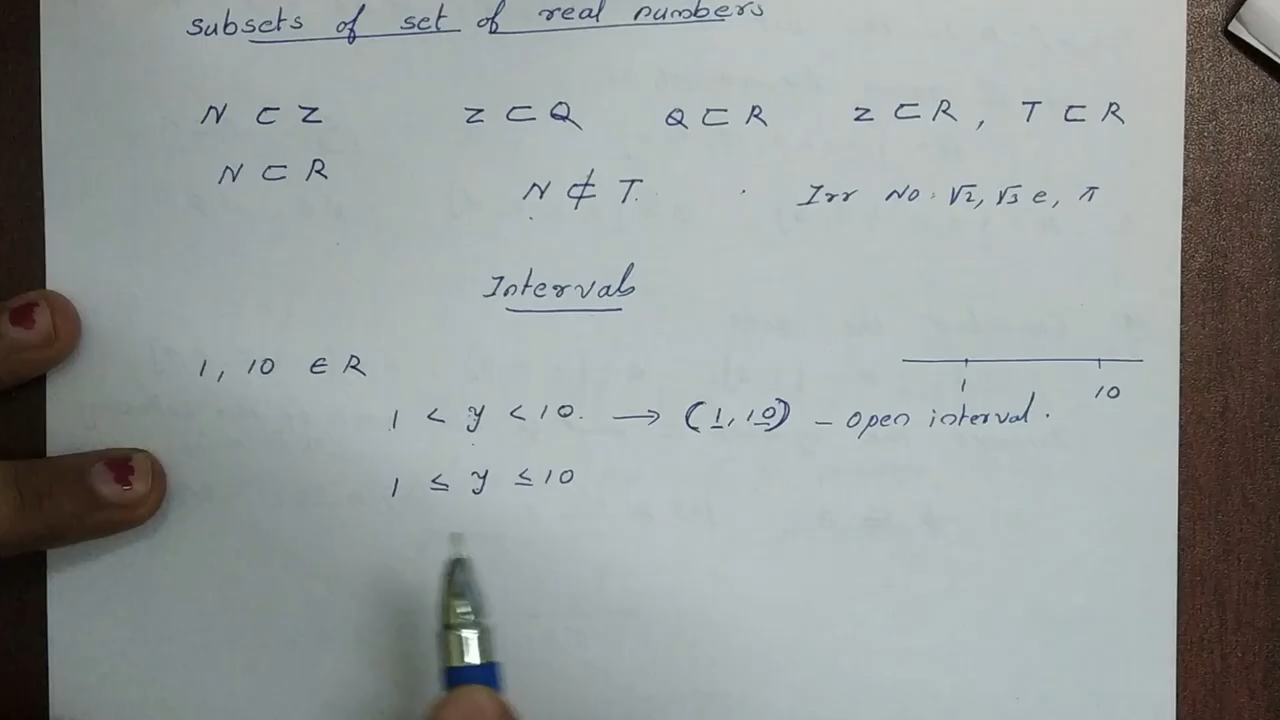 subsets of set of real numbers
N ⊂ Z Z ⊂ Q Q ⊂ R Z ⊂ R, T ⊂ R
N ⊂ R N ⊄ T. Irr No. √2, √3 e, π
Intervals
1, 10 ∈ R
1 10
1 < y < 10. → (1, 10) – open interval.
1 ≤ y ≤ 10